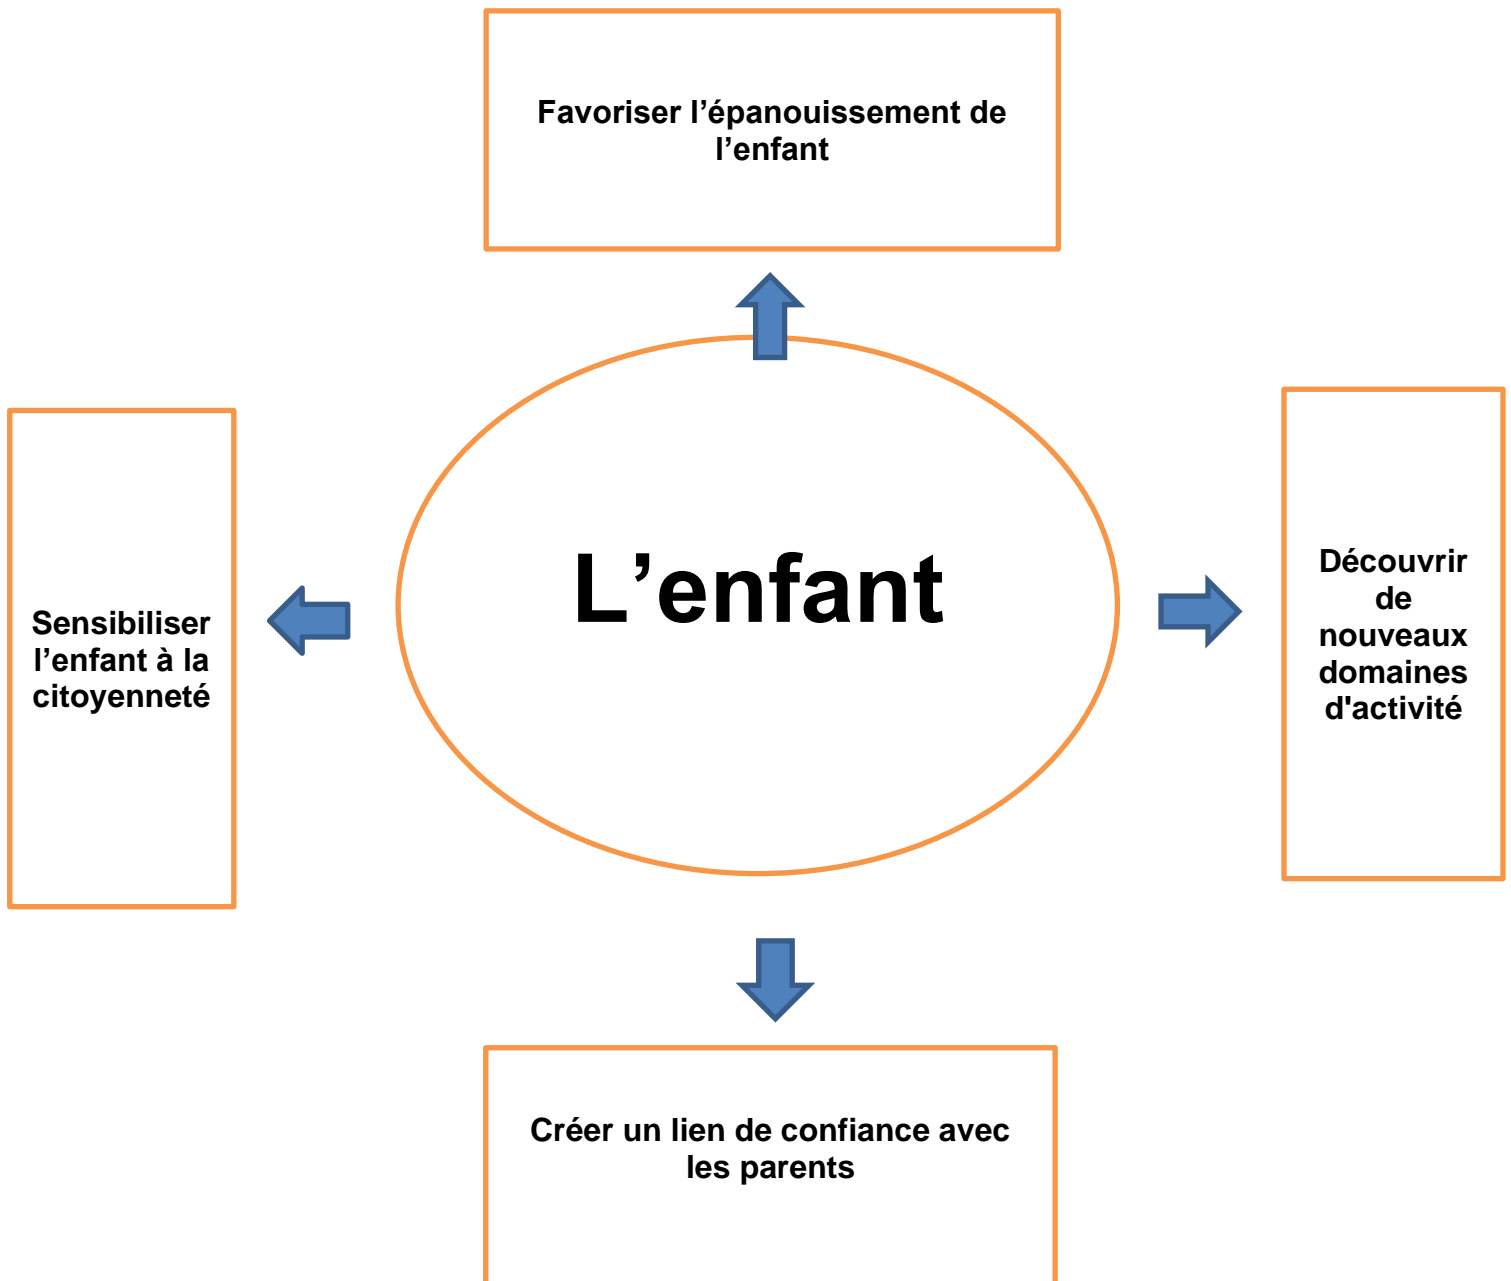 Favoriser l’épanouissement de
l’enfant
L’enfant
Sensibiliser
l’enfant à la
citoyenneté
Découvrir
de
nouveaux
domaines
d'activité
Créer un lien de confiance avec
les parents